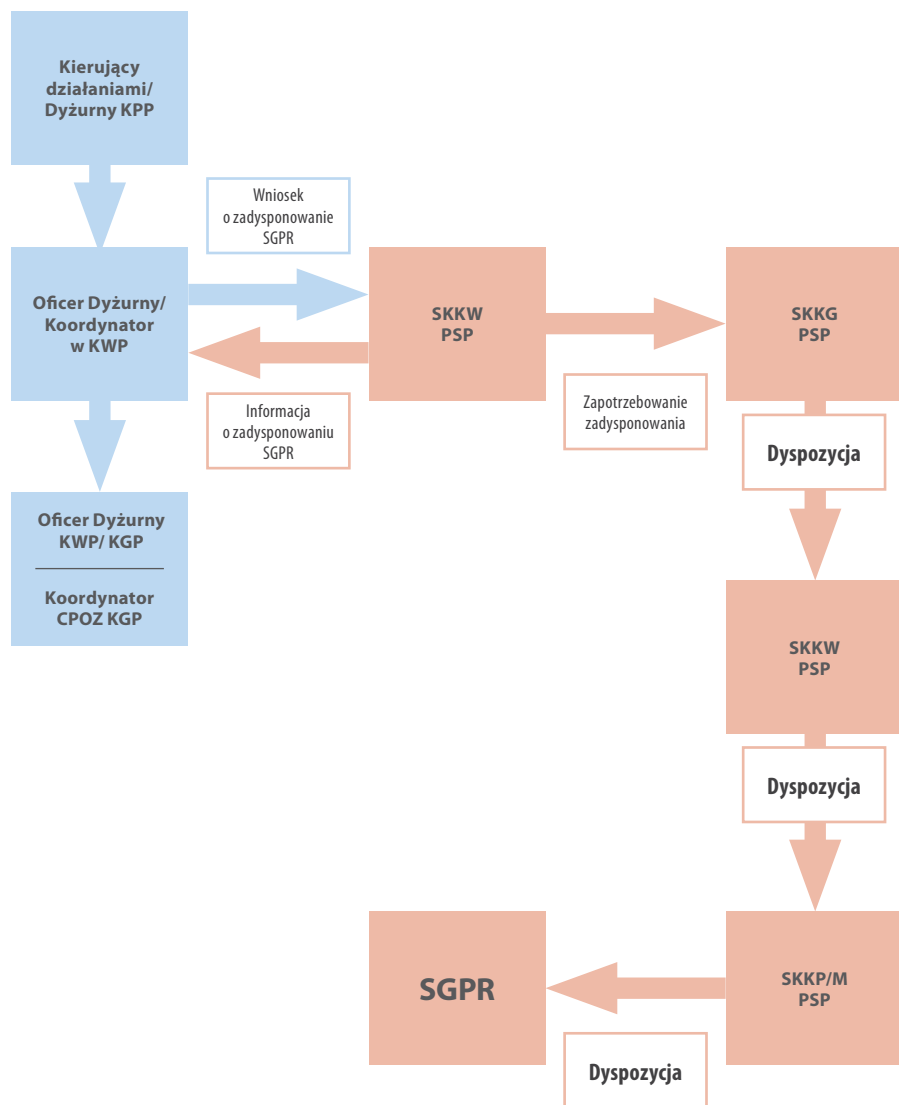 Kierujący
działaniami/
Dyżurny KPP
Wniosek
o zadysponowanie
SGPR
Oficer Dyżurny/
Koordynator
w KWP
SKKW
PSP
SKKG
PSP
Informacja
o zadysponowaniu
SGPR
Zapotrzebowanie
zadysponowania
Dyspozycja
Oficer Dyżurny
KWP/ KGP
Koordynator
CPOZ KGP
SKKW
PSP
Dyspozycja
SGPR
SKKP/M
PSP
Dyspozycja